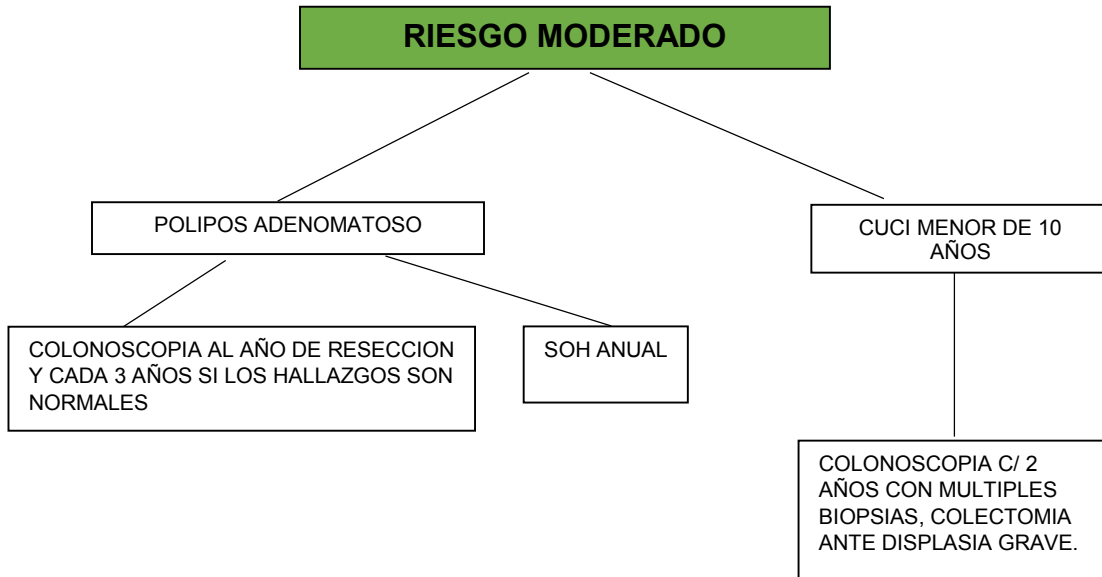 RIESGO MODERADO
POLIPOS ADENOMATOSO
CUCI MENOR DE 10
AÑOS
COLONOSCOPIA AL AÑO DE RESECCION
Y CADA 3 AÑOS SI LOS HALLAZGOS SON
NORMALES
SOH ANUAL
COLONOSCOPIA C/ 2
AÑOS CON MULTIPLES
BIOPSIAS, COLECTOMIA
ANTE DISPLASIA GRAVE.